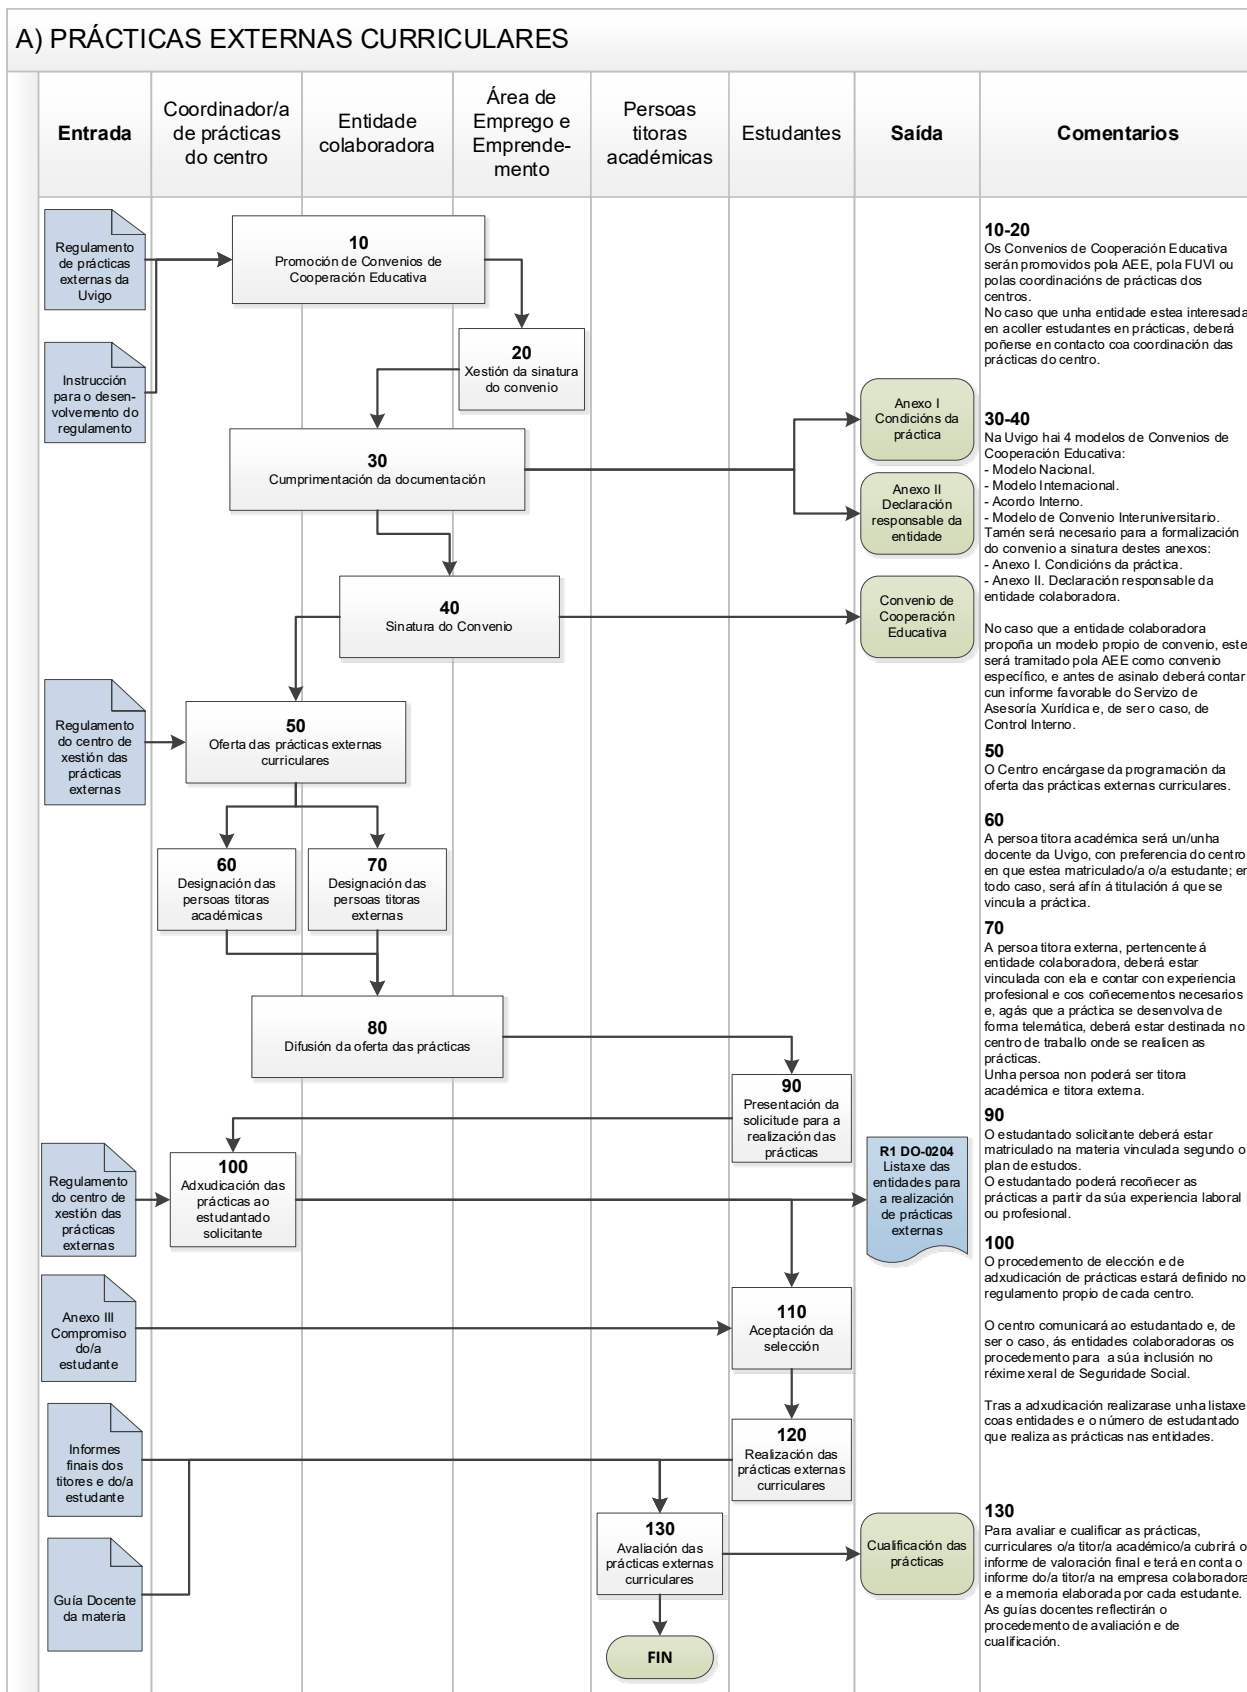 A) PRÁCTICAS EXTERNAS CURRICULARES
Entrada
Coordinador/a
de prácticas
do centro
Entidade
colaboradora
Área de
Emprego e
Emprende-
mento
Persoas
titoras
académicas
Estudantes
Saída
Comentarios
Regulamento
de prácticas
externas da
Uvigo
10
Promoción de Convenios de
Cooperación Educativa
Instrucción
para o desen-
volvemento do
regulamento
20
Xestión da sinatura
do convenio
30
Cumprimentación da documentación
Anexo I
Condicións da
práctica
Anexo II
Declaración
responsable da
entidade
40
Sinatura do Convenio
Convenio de
Cooperación
Educativa
Regulamento
do centro de
xestión das
prácticas
externas
50
Oferta das prácticas externas
curriculares
60
Designación das
persoas titoras
académicas
70
Designación das
persoas titoras
externas
80
Difusión da oferta das prácticas
90
Presentación da
solicitude para a
realización das
prácticas
Regulamento
do centro de
xestión das
prácticas
externas
100
Adxudicación das
prácticas ao
estudantado
solicitante
R1 DO-0204
Listaxe das
entidades para
a realización
de prácticas
externas
Anexo III
Compromiso
do/a
estudante
110
Aceptación da
selección
Informes
finais dos
titores e do/a
estudante
120
Realización das
prácticas externas
curriculares
Guía Docente
da materia
130
Avaliación das
prácticas externas
curriculares
Cualificación das
prácticas
FIN
10-20
Os Convenios de Cooperación Educativa
serán promovidos pola AEE, pola FUVI ou
polas coordinacións de prácticas dos
centros.
No caso que unha entidade estea interesada
en acoller estudantes en prácticas, deberá
poñerse en contacto coa coordinación das
prácticas do centro.
30-40
Na Uvigo hai 4 modelos de Convenios de
Cooperación Educativa:
- Modelo Nacional.
- Modelo Internacional.
- Acordo Interno.
- Modelo de Convenio Interuniversitario.
Tamén será necesario para a formalización
do convenio a sinatura destes anexos:
- Anexo I. Condicións da práctica.
- Anexo II. Declaración responsable da
entidade colaboradora.
No caso que a entidade colaboradora
propoña un modelo propio de convenio, este
será tramitado pola AEE como convenio
específico, e antes de asinalo deberá contar
cun informe favorable do Servizo de
Asesoría Xurídica e, de ser o caso, de
Control Interno.
50
O Centro encárgase da programación da
oferta das prácticas externas curriculares.
60
A persoa titora académica será un/unha
docente da Uvigo, con preferencia do centro
en que estea matriculado/a o/a estudante; en
todo caso, será afín á titulación á que se
vincula a práctica.
70
A persoa titora externa, pertencente á
entidade colaboradora, deberá estar
vinculada con ela e contar con experiencia
profesional e cos coñecementos necesarios
e, agás que a práctica se desenvolva de
forma telemática, deberá estar destinada no
centro de traballo onde se realicen as
prácticas.
Unha persoa non poderá ser titora
académica e titora externa.
90
O estudantado solicitante deberá estar
matriculado na materia vinculada segundo o
plan de estudos.
O estudantado poderá recoñecer as
prácticas a partir da súa experiencia laboral
ou profesional.
100
O procedemento de elección e de
adxudicación de prácticas estará definido no
regulamento propio de cada centro.
O centro comunicará ao estudantado e, de
ser o caso, ás entidades colaboradoras os
procedemento para a súa inclusión no
réxime xeral de Seguridade Social.
Tras a adxudicación realizarase unha listaxe
coas entidades e o número de estudantado
que realiza as prácticas nas entidades.
130
Para avaliar e cualificar as prácticas,
curriculares o/a titor/a académico/a cubrirá o
informe de valoración final e terá en conta o
informe do/a titor/a na empresa colaboradora
e a memoria elaborada por cada estudante.
As guías docentes reflectirán o
procedemento de avaliación e de
cualificación.